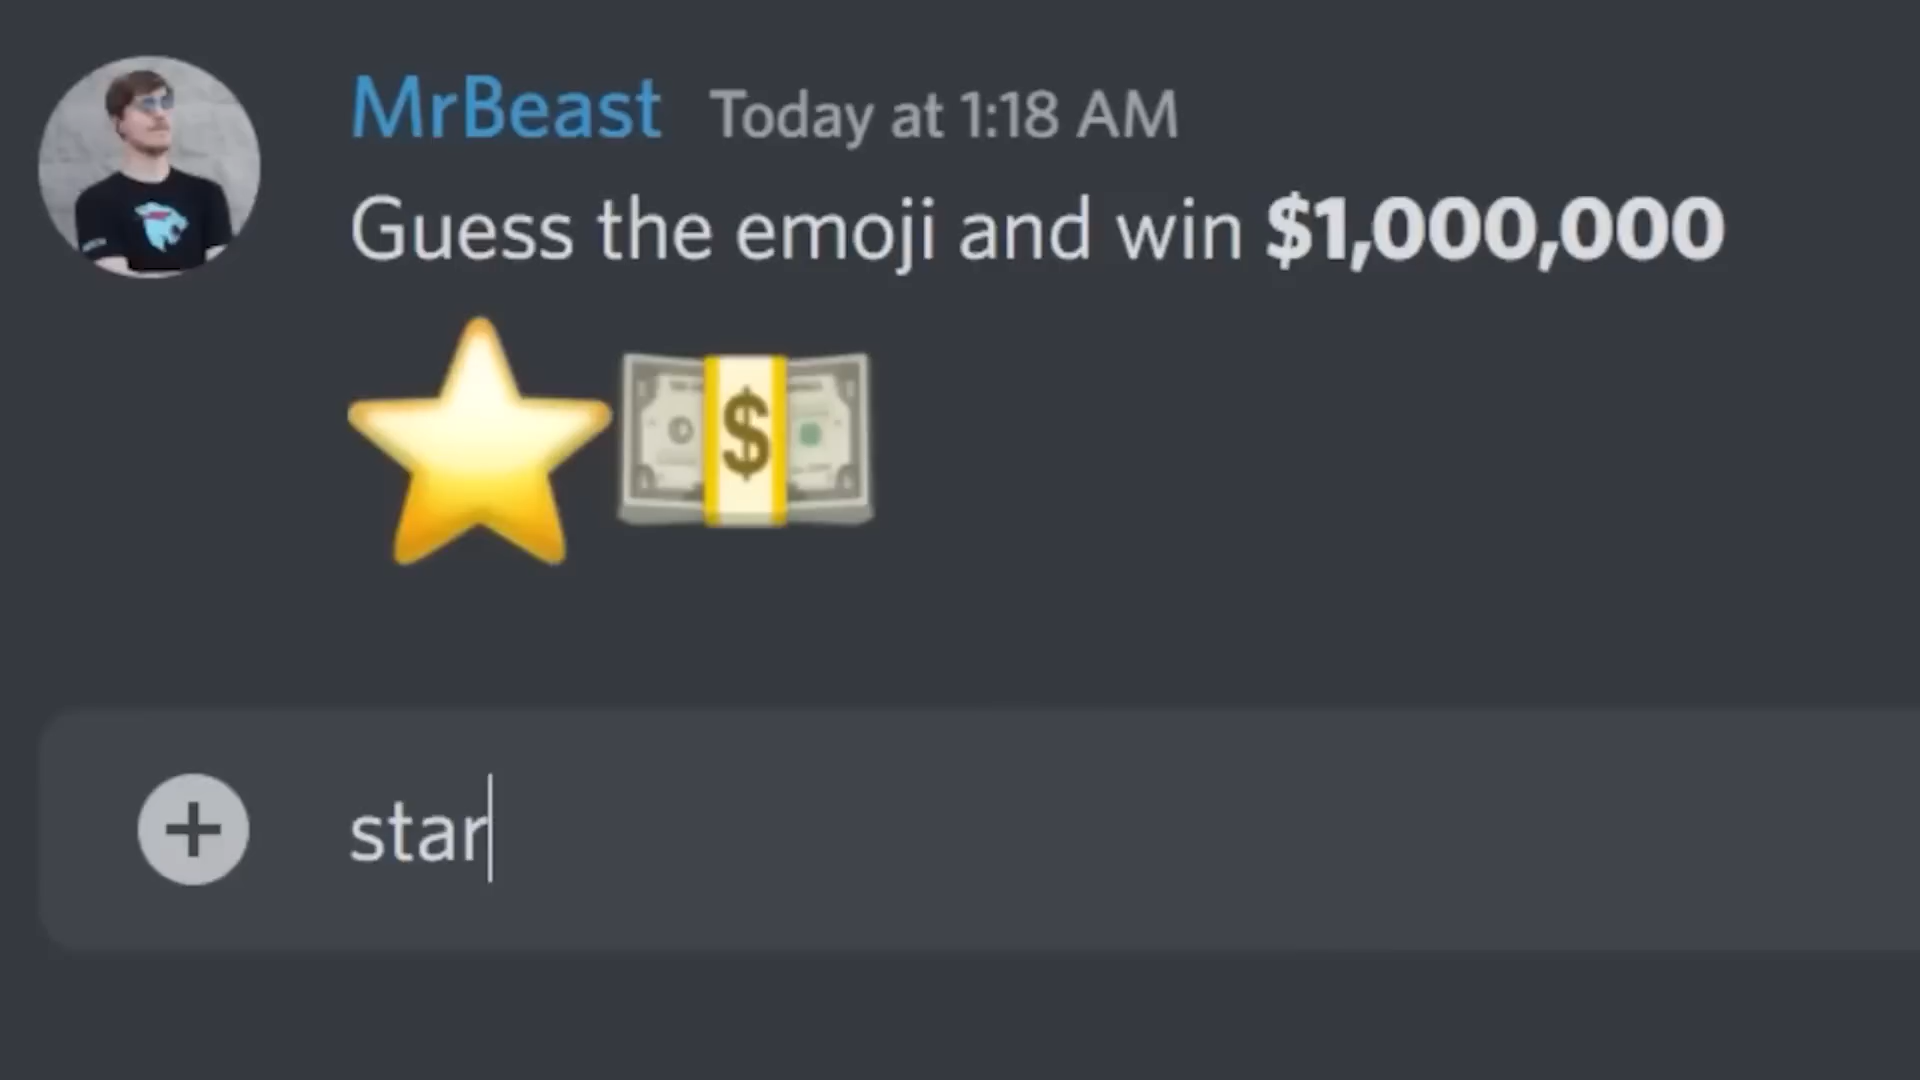 MrBeast Today at 1:18 AM
Guess the emoji and win $1,000,000
$
star